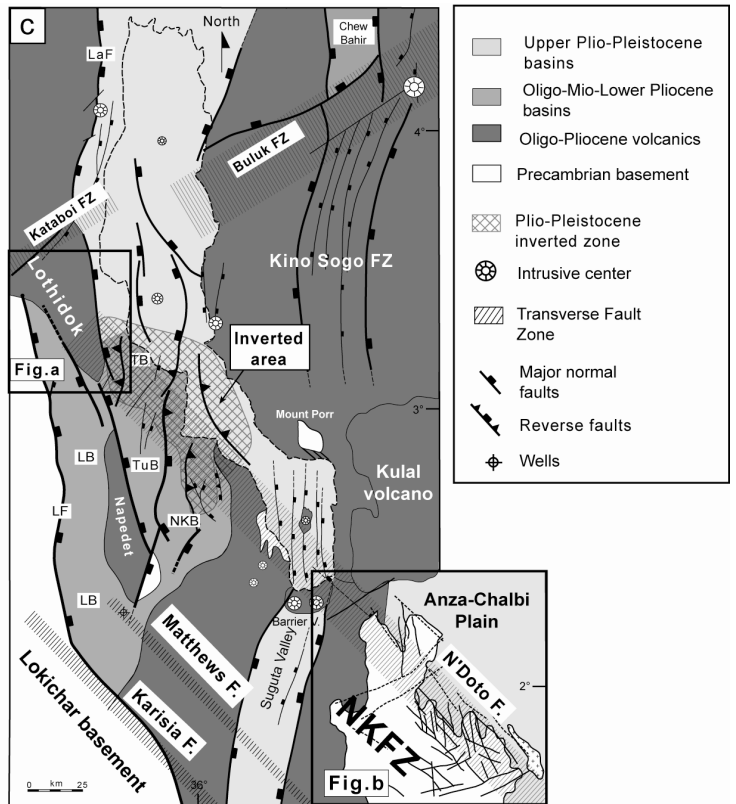 C
North
LaF
Chew
Bahir
4°
Buluk FZ
Kataboi FZ
Kino Sogo FZ
Lothidok
Inverted
area
TB
Fig.a
3°
Mount Porr
LB
TuB
Kulal
volcano
LF
Napedet
NKB
LB
Barrier V.
Anza-Chalbi
Plain
Matthews F.
Suguta Valley
N'Doto F.
2°
Lokichar basement
Karisia F.
NKFZ
Fig.b
0 km 25
36°
Upper Plio-Pleistocene
basins
Oligo-Mio-Lower Pliocene
basins
Oligo-Pliocene volcanics
Precambrian basement
Plio-Pleistocene
inverted zone
Intrusive center
Transverse Fault
Zone
Major normal
faults
Reverse faults
Wells